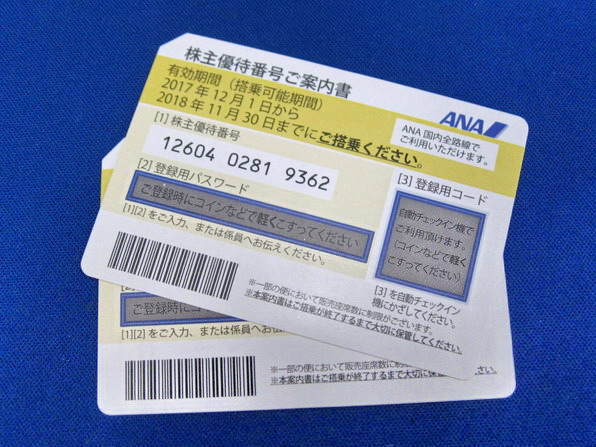 株主優待番号ご案内書
有効期間（搭乗可能期間）
2017年12月1日から
2018年11月30日までにご搭乗ください。
ANA
ANA国内全路線で
ご利用いただけます。
[1] 株主優待番号
12604 0281 9362
[2] 登録用パスワード
ご登録時にコインなどで軽くこすってください
[1][2]をご入力、または係員へお伝えください。
[3] 登録用コード
自動チェックイン機で
ご利用頂けます。
（コインなどで軽く
こすってください）
[3]を自動チェックイン
機にかざしてください。
※一部の便において販売座席数に制限がございます。
※本案内書はご搭乗が終了するまで大切に保管してください。
ご登録時にコイン
[1][2]をご入力、または係員へお伝
※一部の便において販売座席数に制
※本案内書はご搭乗が終了するまで大切に保管してください。